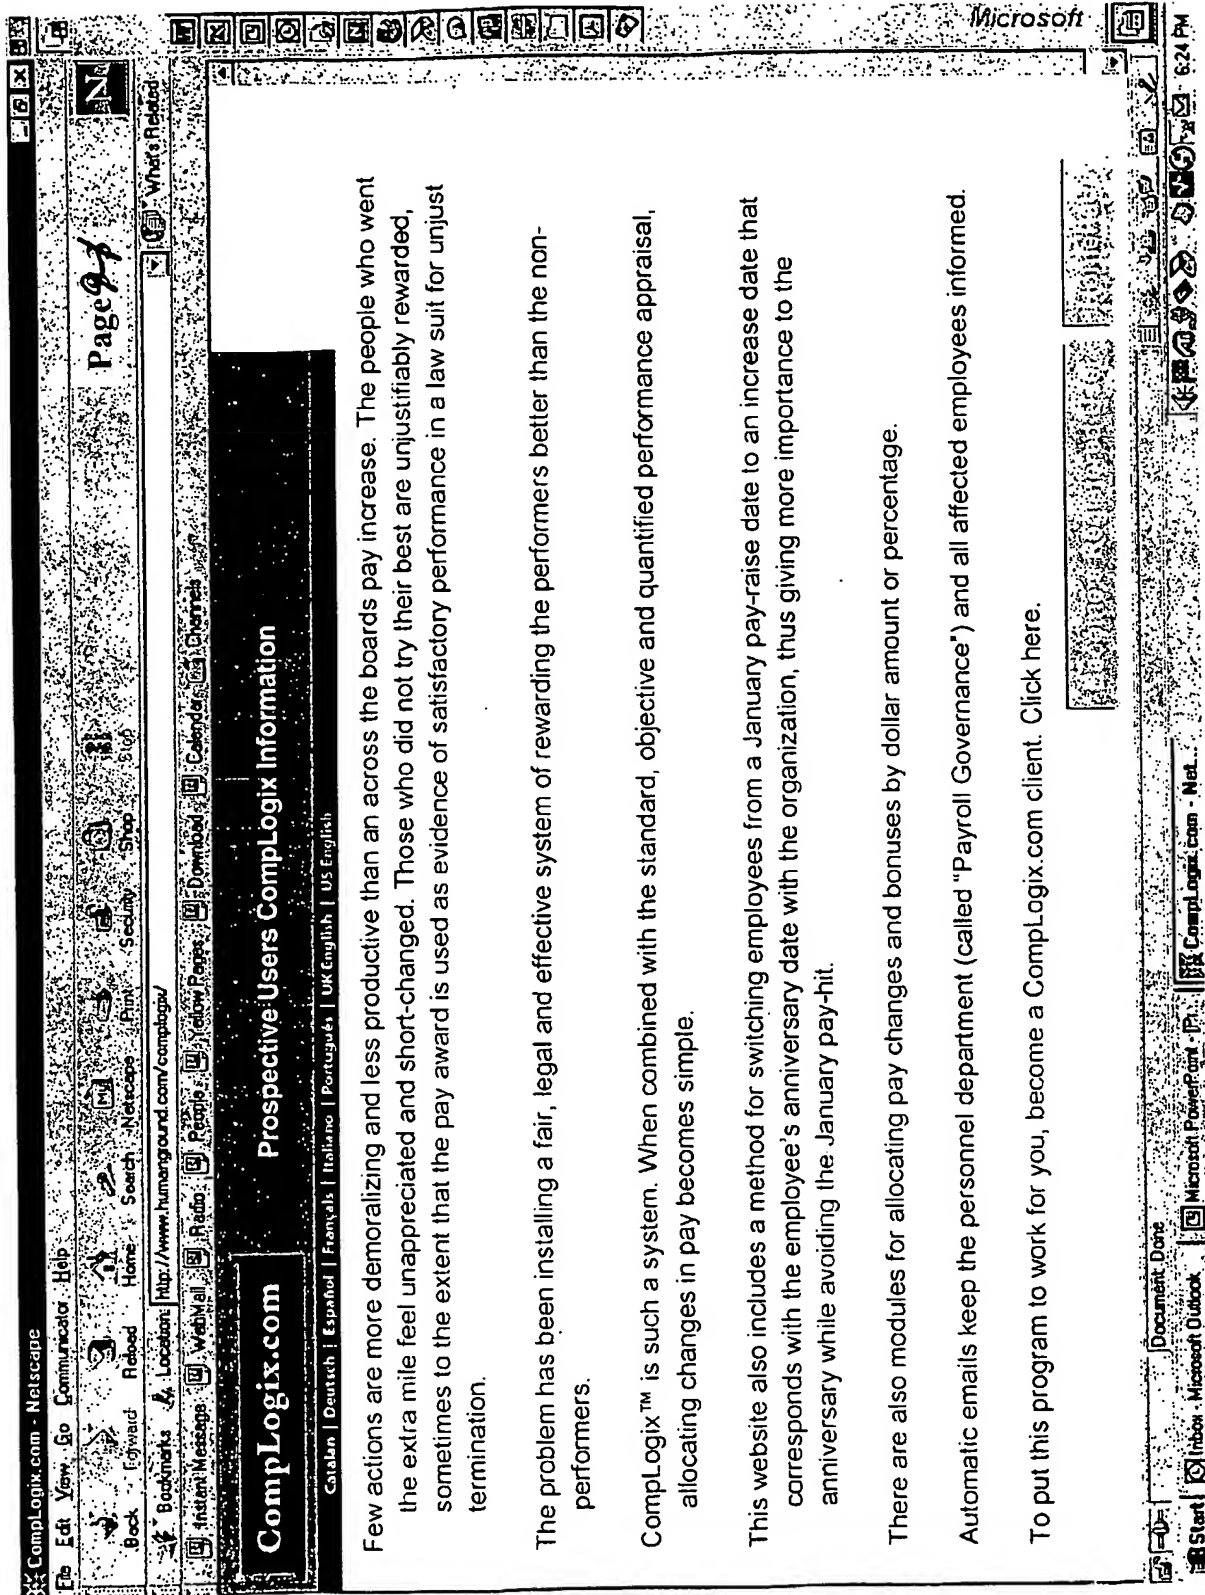 CompLogix.com - Netscape
File Edit View Go Communicator Help
Back Forward Reload Home Search Netscape Print Security Shop Stop
Page
Bookmarks Location: http://www.humanground.com/complogix/ What's Related
Instant Message WebMail Radio People Yellow Pages Download Calendar Channels
CompLogix.com
Prospective Users CompLogix Information
Catalan | Deutsch | Español | Français | Italiano | Português | UK English | US English
Few actions are more demoralizing and less productive than an across the boards pay increase. The people who went
the extra mile feel unappreciated and short-changed. Those who did not try their best are unjustifiably rewarded,
sometimes to the extent that the pay award is used as evidence of satisfactory performance in a law suit for unjust
termination.
The problem has been installing a fair, legal and effective system of rewarding the performers better than the non-
performers.
CompLogix™ is such a system. When combined with the standard, objective and quantified performance appraisal,
allocating changes in pay becomes simple.
This website also includes a method for switching employees from a January pay-raise date to an increase date that
corresponds with the employee's anniversary date with the organization, thus giving more importance to the
anniversary while avoiding the January pay-hit.
There are also modules for allocating pay changes and bonuses by dollar amount or percentage.
Automatic emails keep the personnel department (called "Payroll Governance") and all affected employees informed.
To put this program to work for you, become a CompLogix.com client. Click here.
Microsoft
Document: Done
Start Inbox - Microsoft Outlook Microsoft PowerPoint - [P... CompLogix.com - Net... 6:24 PM